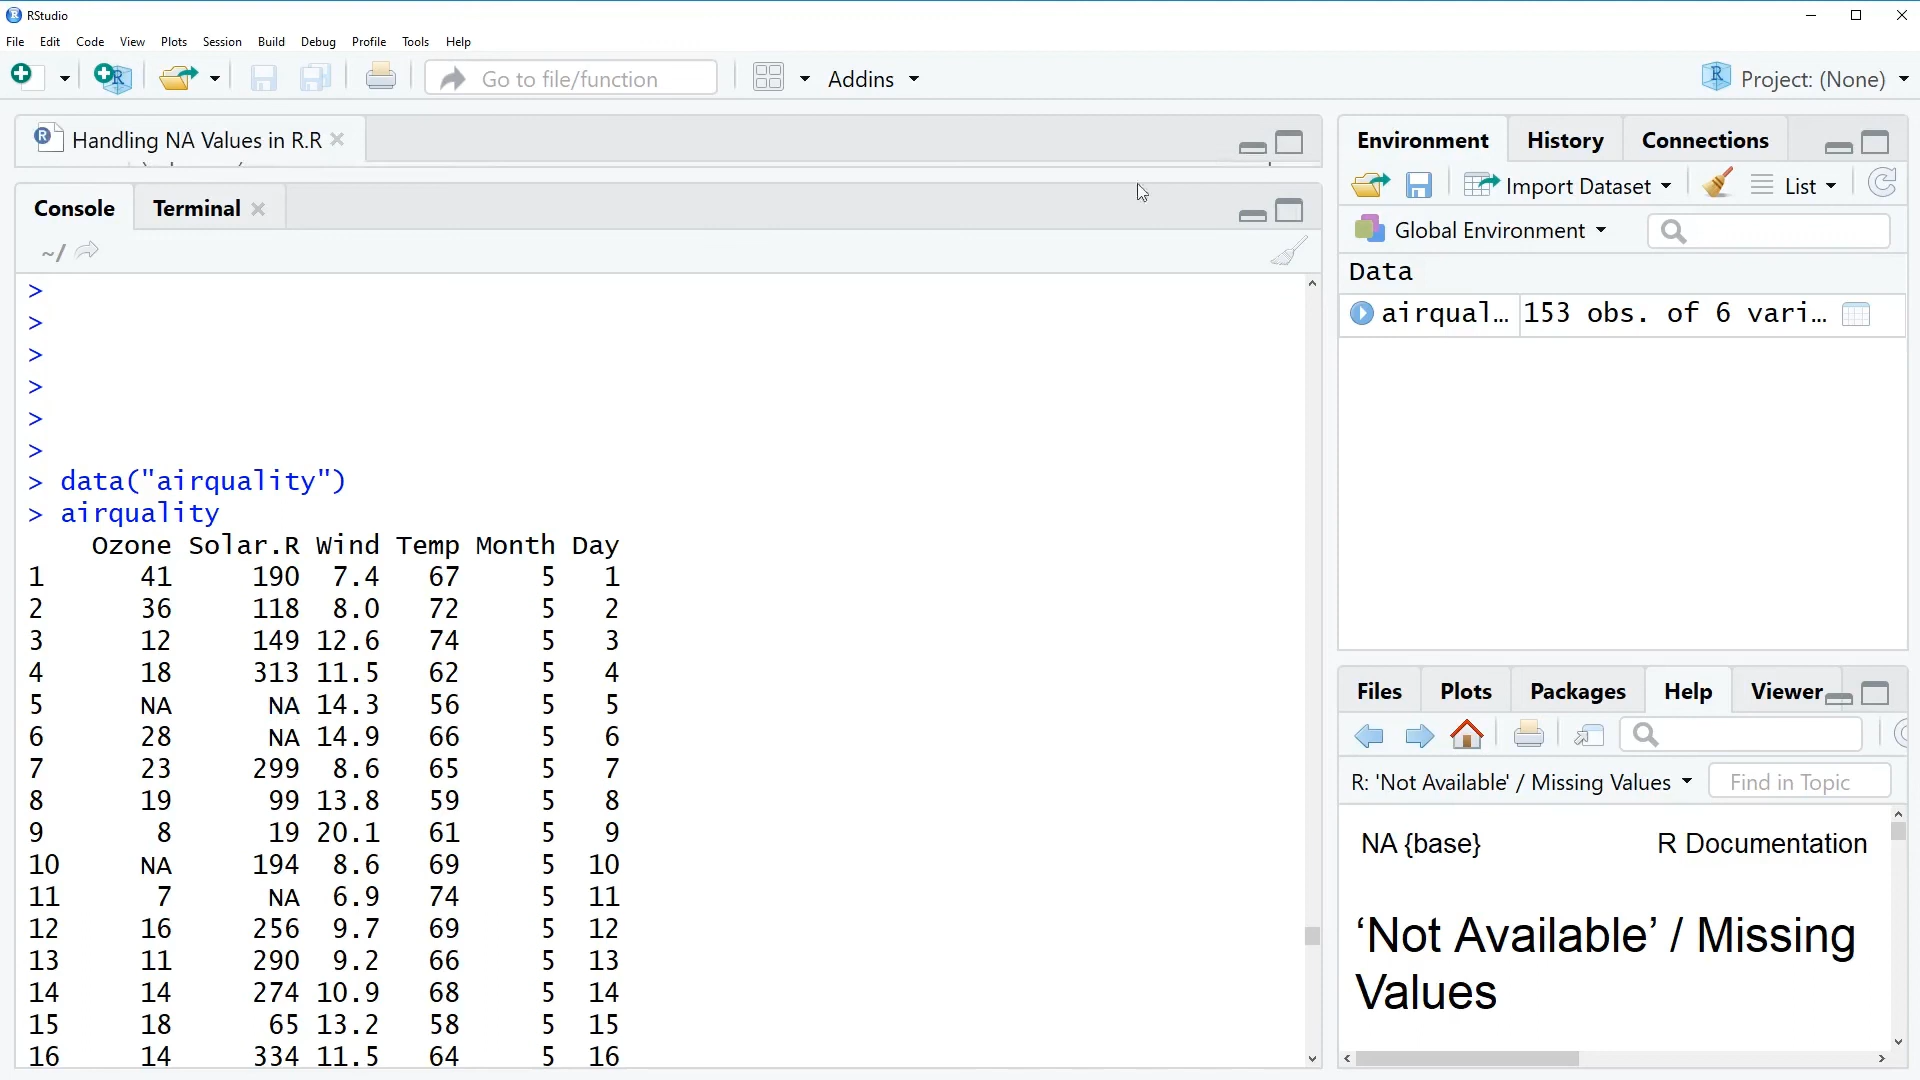 RStudio
File Edit Code View Plots Session Build Debug Profile Tools Help
Go to file/function Addins Project: (None)
Handling NA Values in R.R
Console Terminal
~/
>
>
>
>
>
>
> data("airquality")
> airquality
Ozone Solar.R Wind Temp Month Day
1 41 190 7.4 67 5 1
2 36 118 8.0 72 5 2
3 12 149 12.6 74 5 3
4 18 313 11.5 62 5 4
5 NA NA 14.3 56 5 5
6 28 NA 14.9 66 5 6
7 23 299 8.6 65 5 7
8 19 99 13.8 59 5 8
9 8 19 20.1 61 5 9
10 NA 194 8.6 69 5 10
11 7 NA 6.9 74 5 11
12 16 256 9.7 69 5 12
13 11 290 9.2 66 5 13
14 14 274 10.9 68 5 14
15 18 65 13.2 58 5 15
16 14 334 11.5 64 5 16
Environment History Connections
Import Dataset List
Global Environment
Data
airqual… 153 obs. of 6 vari…
Files Plots Packages Help Viewer
R: 'Not Available' / Missing Values Find in Topic
NA {base} R Documentation
‘Not Available’ / Missing
Values